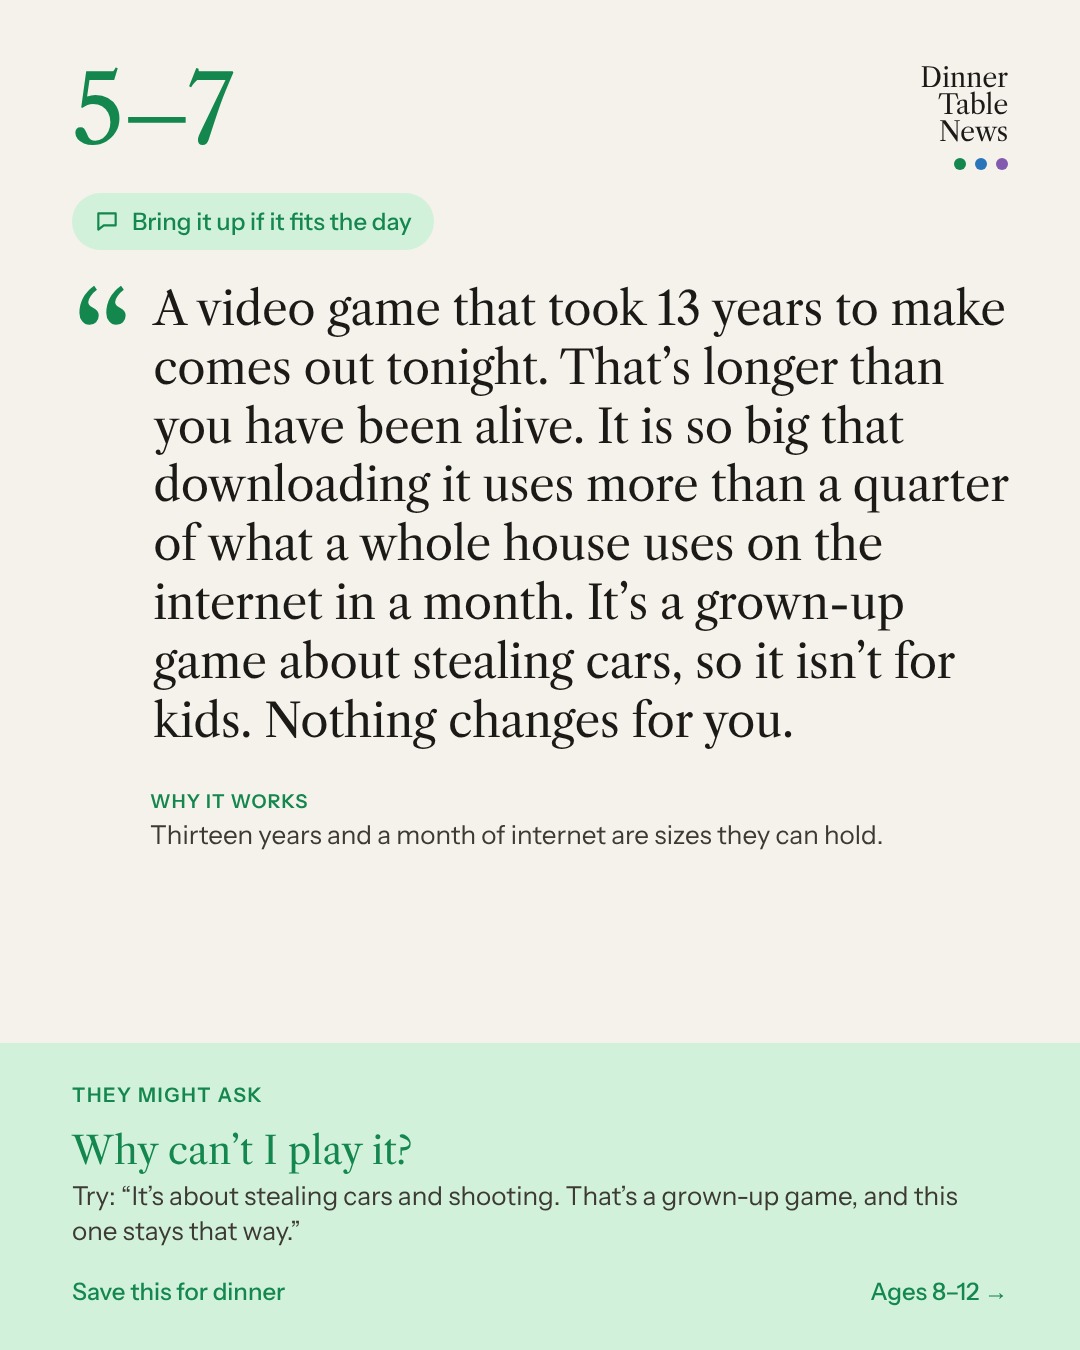 5–7
Dinner
Table
News
Bring it up if it fits the day
“A video game that took 13 years to make
comes out tonight. That’s longer than
you have been alive. It is so big that
downloading it uses more than a quarter
of what a whole house uses on the
internet in a month. It’s a grown-up
game about stealing cars, so it isn’t for
kids. Nothing changes for you.
WHY IT WORKS
Thirteen years and a month of internet are sizes they can hold.
THEY MIGHT ASK
Why can’t I play it?
Try: “It’s about stealing cars and shooting. That’s a grown-up game, and this
one stays that way.”
Save this for dinner
Ages 8–12 →